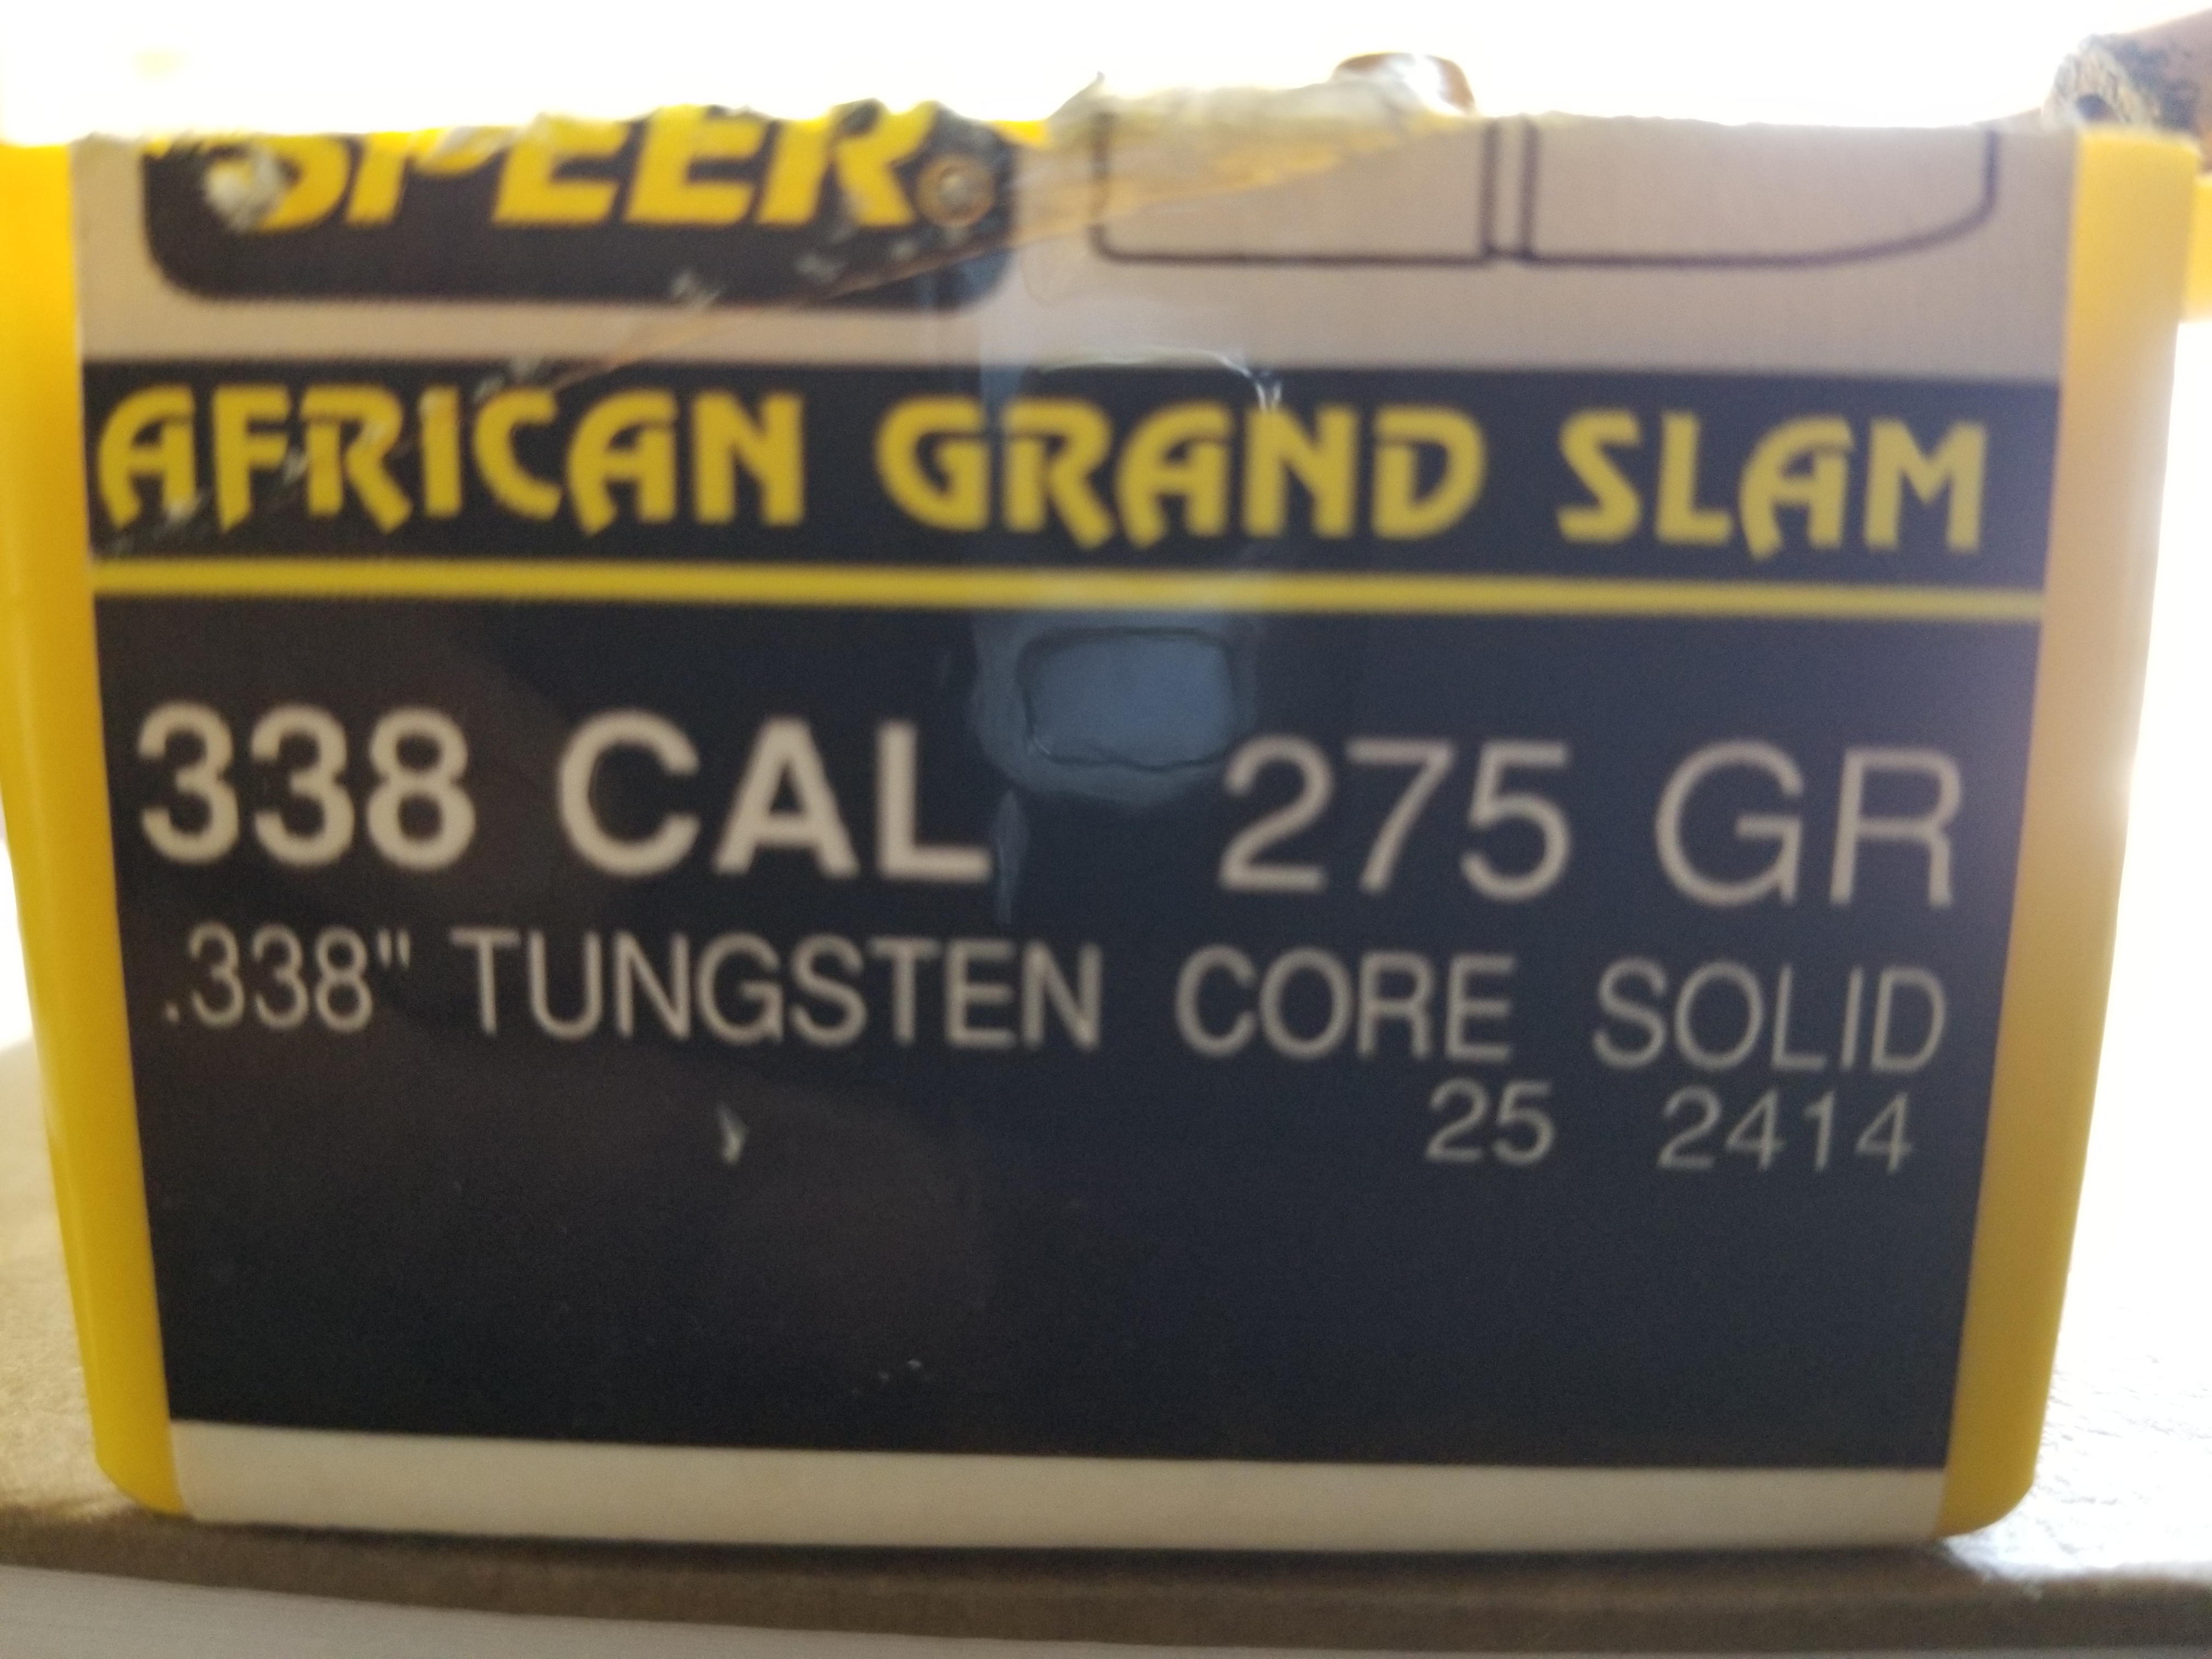 SPEER
AFRICAN GRAND SLAM
338 CAL 275 GR
.338" TUNGSTEN CORE SOLID
25 2414